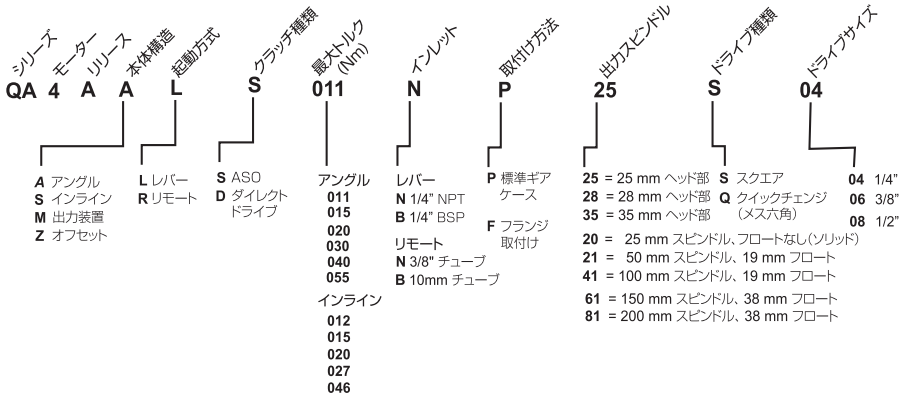 シリーズ
モーター
リリース
本体構造
起動方式
クラッチ種類
最大トルク
(Nm)
インレット
取付け方法
出力スピンドル
ドライブ種類
ドライブサイズ
QA 4 A A L S 011 N P 25 S 04
A アングル
S インライン
M 出力装置
Z オフセット
L レバー
R リモート
S ASO
D ダイレクト
ドライブ
アングル
011
015
020
030
040
055
インライン
012
015
020
027
046
レバー
N 1/4” NPT
B 1/4” BSP
リモート
N 3/8" チューブ
B 10mm チューブ
P 標準ギア
ケース
F フランジ
取付け
25 = 25 mm ヘッド部
28 = 28 mm ヘッド部
35 = 35 mm ヘッド部
20 = 25 mm スピンドル、フロートなし(ソリッド)
21 = 50 mm スピンドル、19 mm フロート
41 = 100 mm スピンドル、19 mm フロート
61 = 150 mm スピンドル、38 mm フロート
81 = 200 mm スピンドル、38 mm フロート
S スクエア
Q クイックチェンジ
(メス六角)
04 1/4”
06 3/8”
08 1/2”